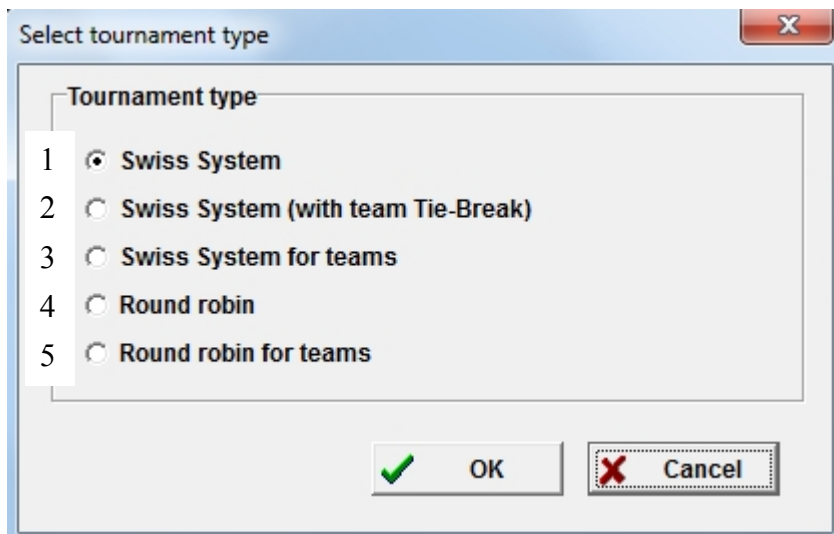 Select tournament type
Tournament type
1 Swiss System
2 Swiss System (with team Tie-Break)
3 Swiss System for teams
4 Round robin
5 Round robin for teams
OK Cancel